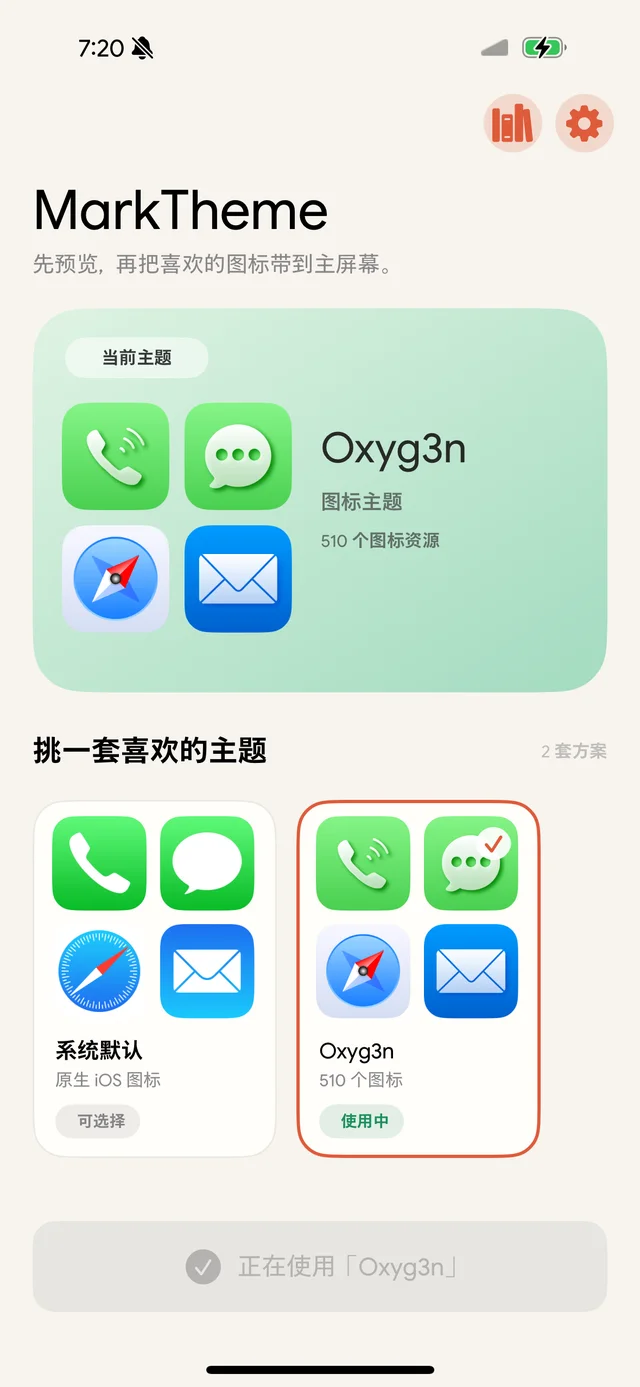 7:20
MarkTheme
先预览，再把喜欢的图标带到主屏幕。
当前主题
Oxyg3n
图标主题
510 个图标资源
挑一套喜欢的主题
2 套方案
系统默认
原生 iOS 图标
可选择
Oxyg3n
510 个图标
使用中
正在使用「Oxyg3n」